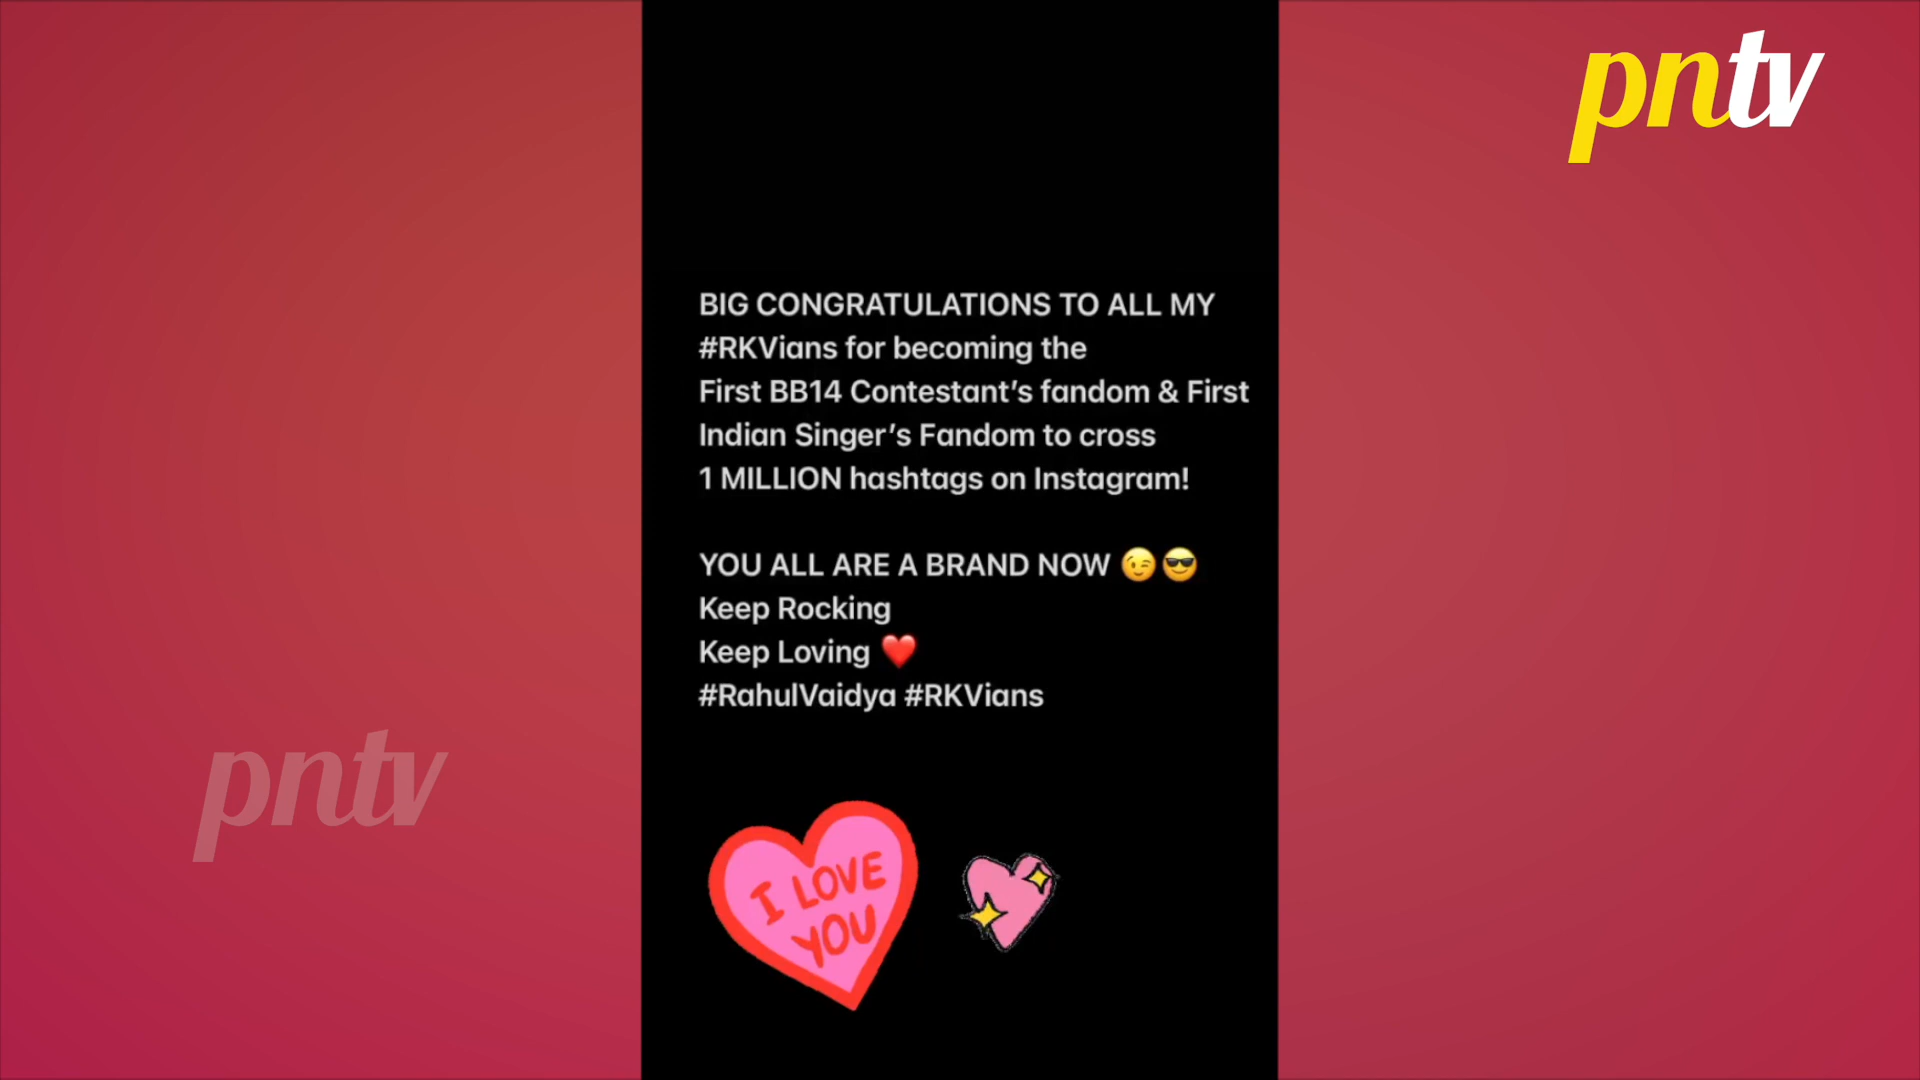 pntv
BIG CONGRATULATIONS TO ALL MY
#RKVians for becoming the
First BB14 Contestant’s fandom & First
Indian Singer’s Fandom to cross
1 MILLION hashtags on Instagram!
YOU ALL ARE A BRAND NOW 😉😎
Keep Rocking
Keep Loving ❤️
#RahulVaidya #RKVians
pntv
I LOVE
YOU